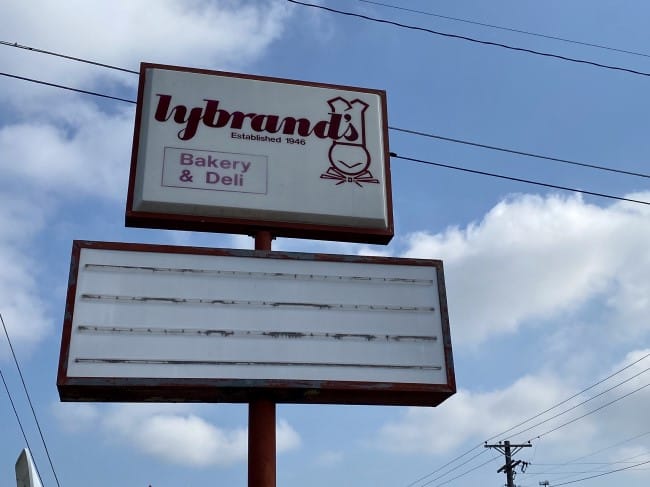 lybrand's
Established 1946
Bakery
& Deli